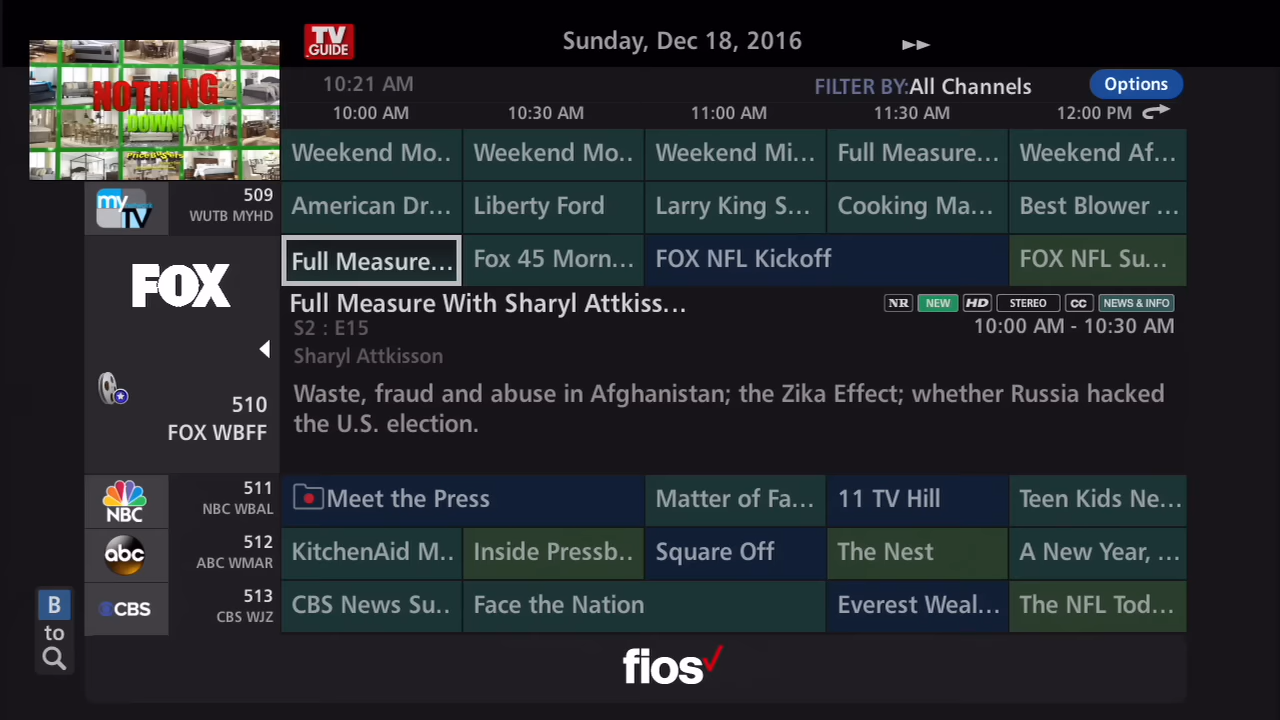 TV
GUIDE
Sunday, Dec 18, 2016
NOTHING
DOWN!
10:21 AM
FILTER BY:All Channels
Options
10:00 AM
10:30 AM
11:00 AM
11:30 AM
12:00 PM
Weekend Mo..
Weekend Mo..
Weekend Mi...
Full Measure...
Weekend Af...
my
TV
509
WUTB MYHD
American Dr...
Liberty Ford
Larry King S...
Cooking Ma...
Best Blower ...
FOX
510
FOX WBFF
Full Measure...
Fox 45 Morn...
FOX NFL Kickoff
FOX NFL Su...
Full Measure With Sharyl Attkiss...
NR NEW HD STEREO CC NEWS & INFO
S2 : E15
10:00 AM - 10:30 AM
Sharyl Attkisson
Waste, fraud and abuse in Afghanistan; the Zika Effect; whether Russia hacked
the U.S. election.
NBC
511
NBC WBAL
Meet the Press
Matter of Fa...
11 TV Hill
Teen Kids Ne...
abc
512
ABC WMAR
KitchenAid M..
Inside Pressb..
Square Off
The Nest
A New Year, ...
CBS
513
CBS WJZ
CBS News Su..
Face the Nation
Everest Weal...
The NFL Tod...
B
to
fios